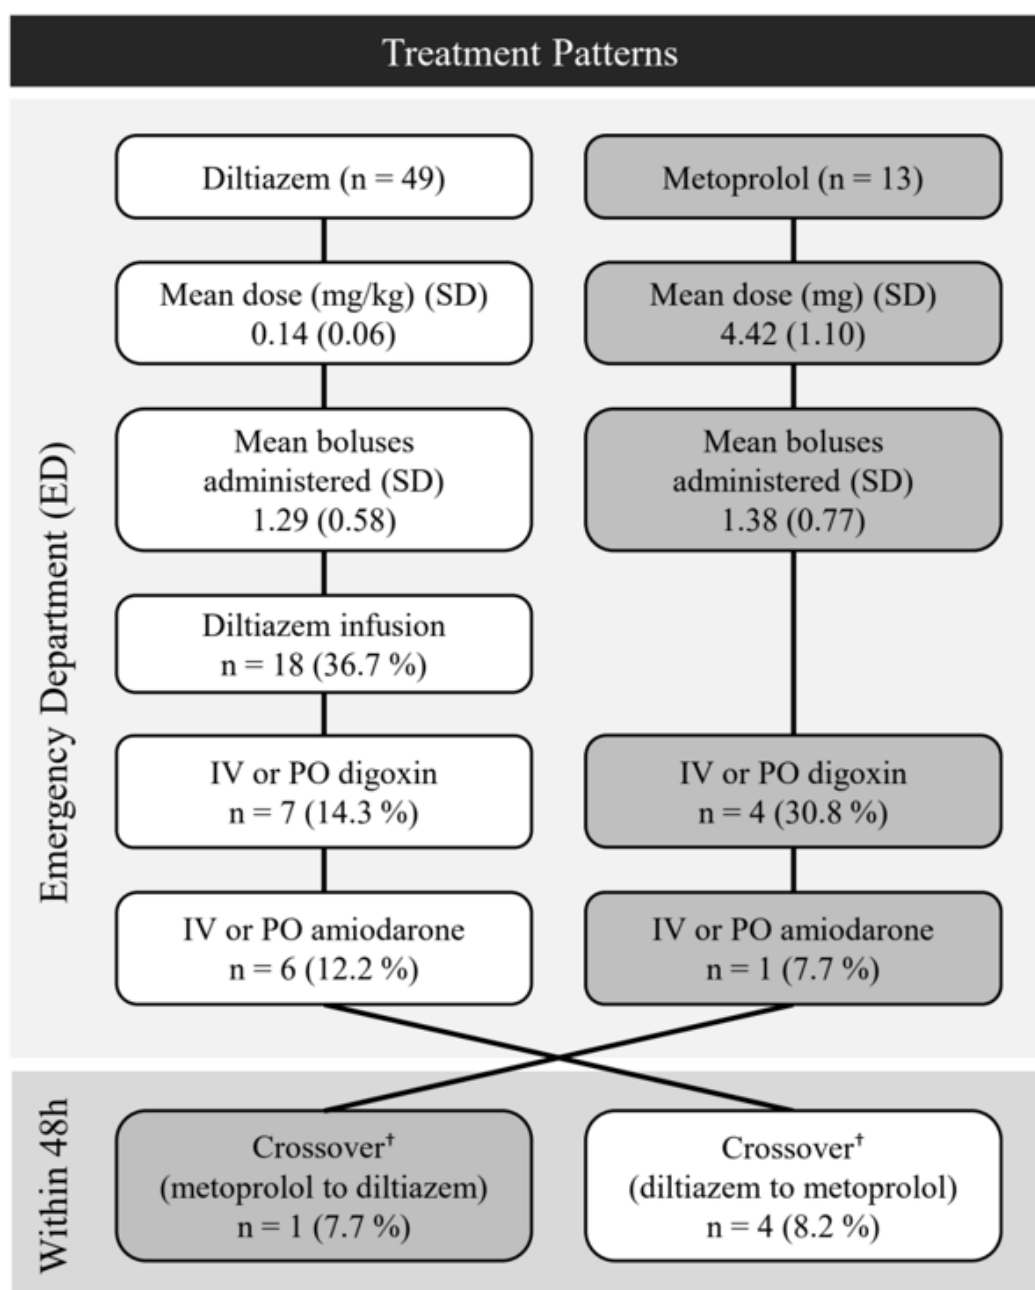 Treatment Patterns
Emergency Department (ED)
Diltiazem (n = 49)
Mean dose (mg/kg) (SD)
0.14 (0.06)
Mean boluses
administered (SD)
1.29 (0.58)
Diltiazem infusion
n = 18 (36.7 %)
IV or PO digoxin
n = 7 (14.3 %)
IV or PO amiodarone
n = 6 (12.2 %)
Metoprolol (n = 13)
Mean dose (mg) (SD)
4.42 (1.10)
Mean boluses
administered (SD)
1.38 (0.77)
IV or PO digoxin
n = 4 (30.8 %)
IV or PO amiodarone
n = 1 (7.7 %)
Within 48h
Crossover†
(metoprolol to diltiazem)
n = 1 (7.7 %)
Crossover†
(diltiazem to metoprolol)
n = 4 (8.2 %)